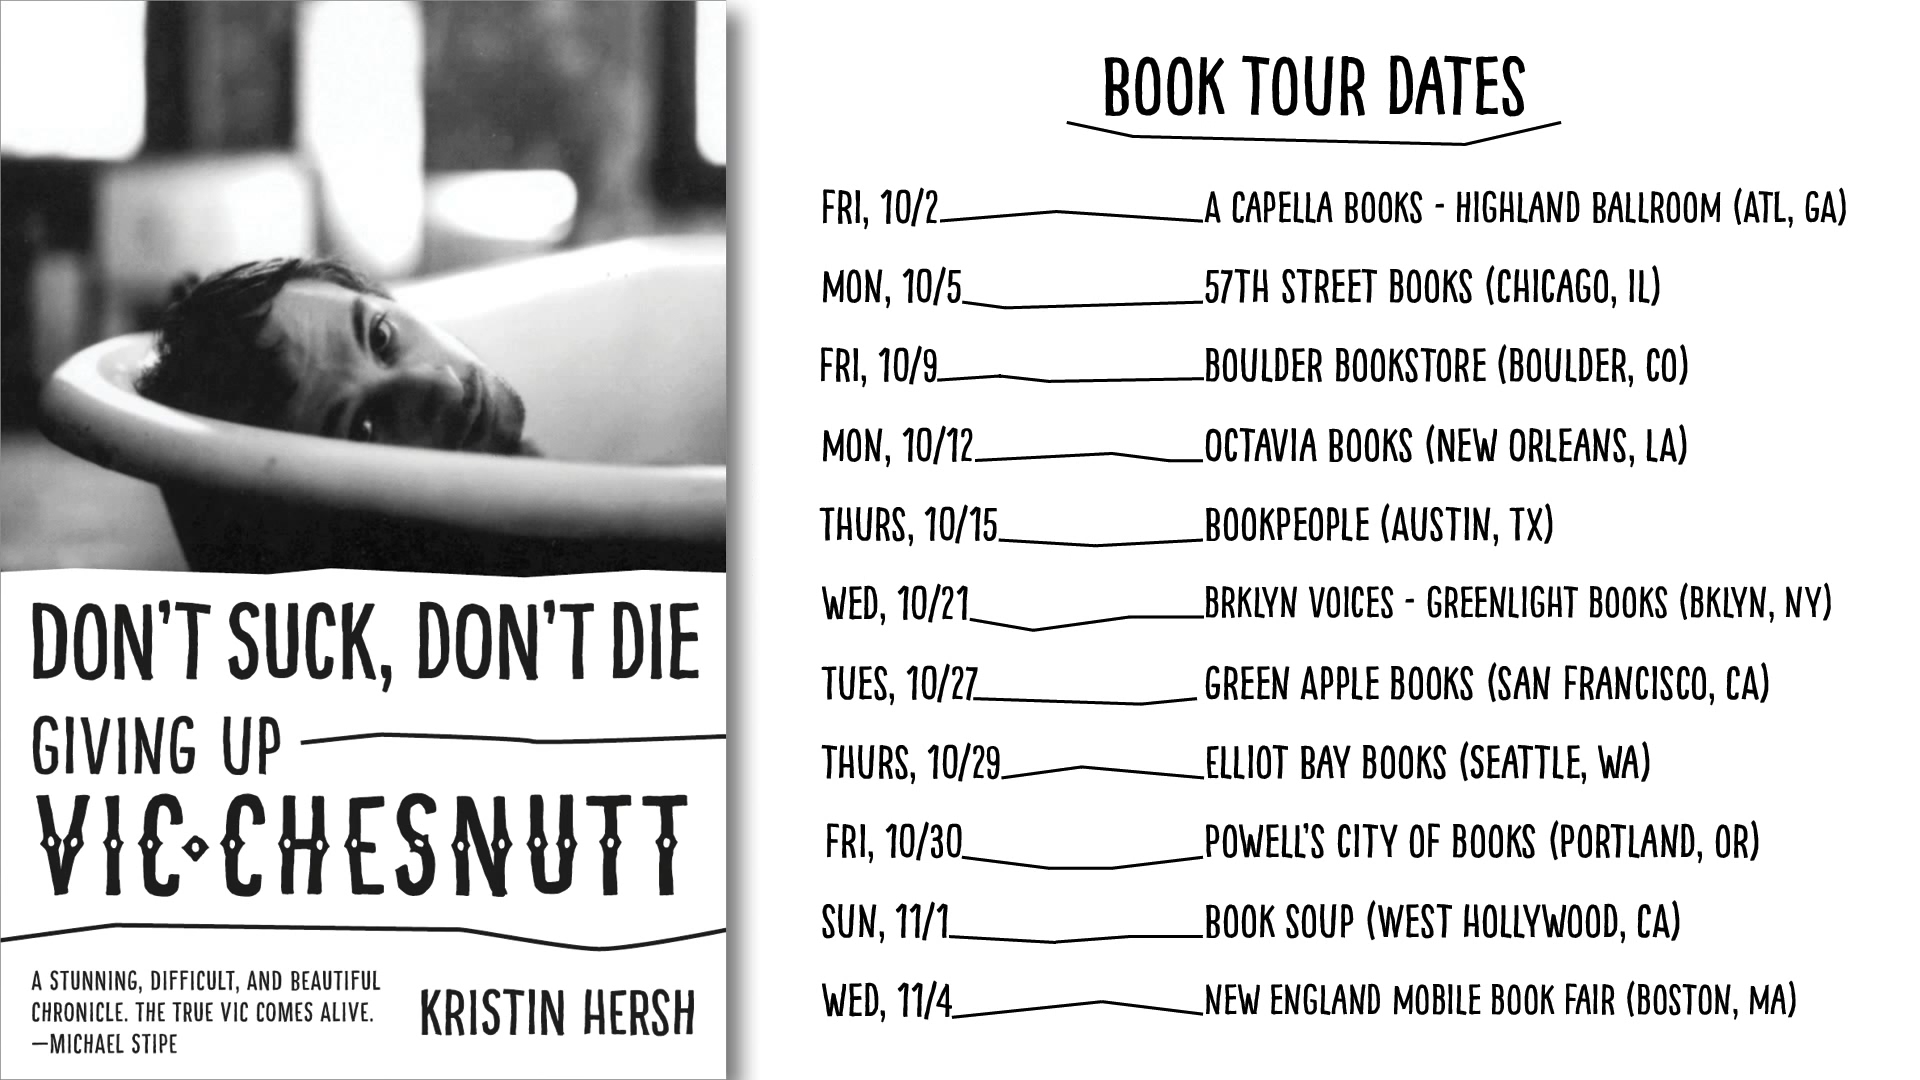 DON'T SUCK, DON'T DIE
GIVING UP
VIC CHESNUTT
A STUNNING, DIFFICULT, AND BEAUTIFUL
CHRONICLE. THE TRUE VIC COMES ALIVE.
—MICHAEL STIPE
KRISTIN HERSH
BOOK TOUR DATES
FRI, 10/2 A CAPELLA BOOKS - HIGHLAND BALLROOM (ATL, GA)
MON, 10/5 57TH STREET BOOKS (CHICAGO, IL)
FRI, 10/9 BOULDER BOOKSTORE (BOULDER, CO)
MON, 10/12 OCTAVIA BOOKS (NEW ORLEANS, LA)
THURS, 10/15 BOOKPEOPLE (AUSTIN, TX)
WED, 10/21 BRKLYN VOICES - GREENLIGHT BOOKS (BKLYN, NY)
TUES, 10/27 GREEN APPLE BOOKS (SAN FRANCISCO, CA)
THURS, 10/29 ELLIOT BAY BOOKS (SEATTLE, WA)
FRI, 10/30 POWELL'S CITY OF BOOKS (PORTLAND, OR)
SUN, 11/1 BOOK SOUP (WEST HOLLYWOOD, CA)
WED, 11/4 NEW ENGLAND MOBILE BOOK FAIR (BOSTON, MA)